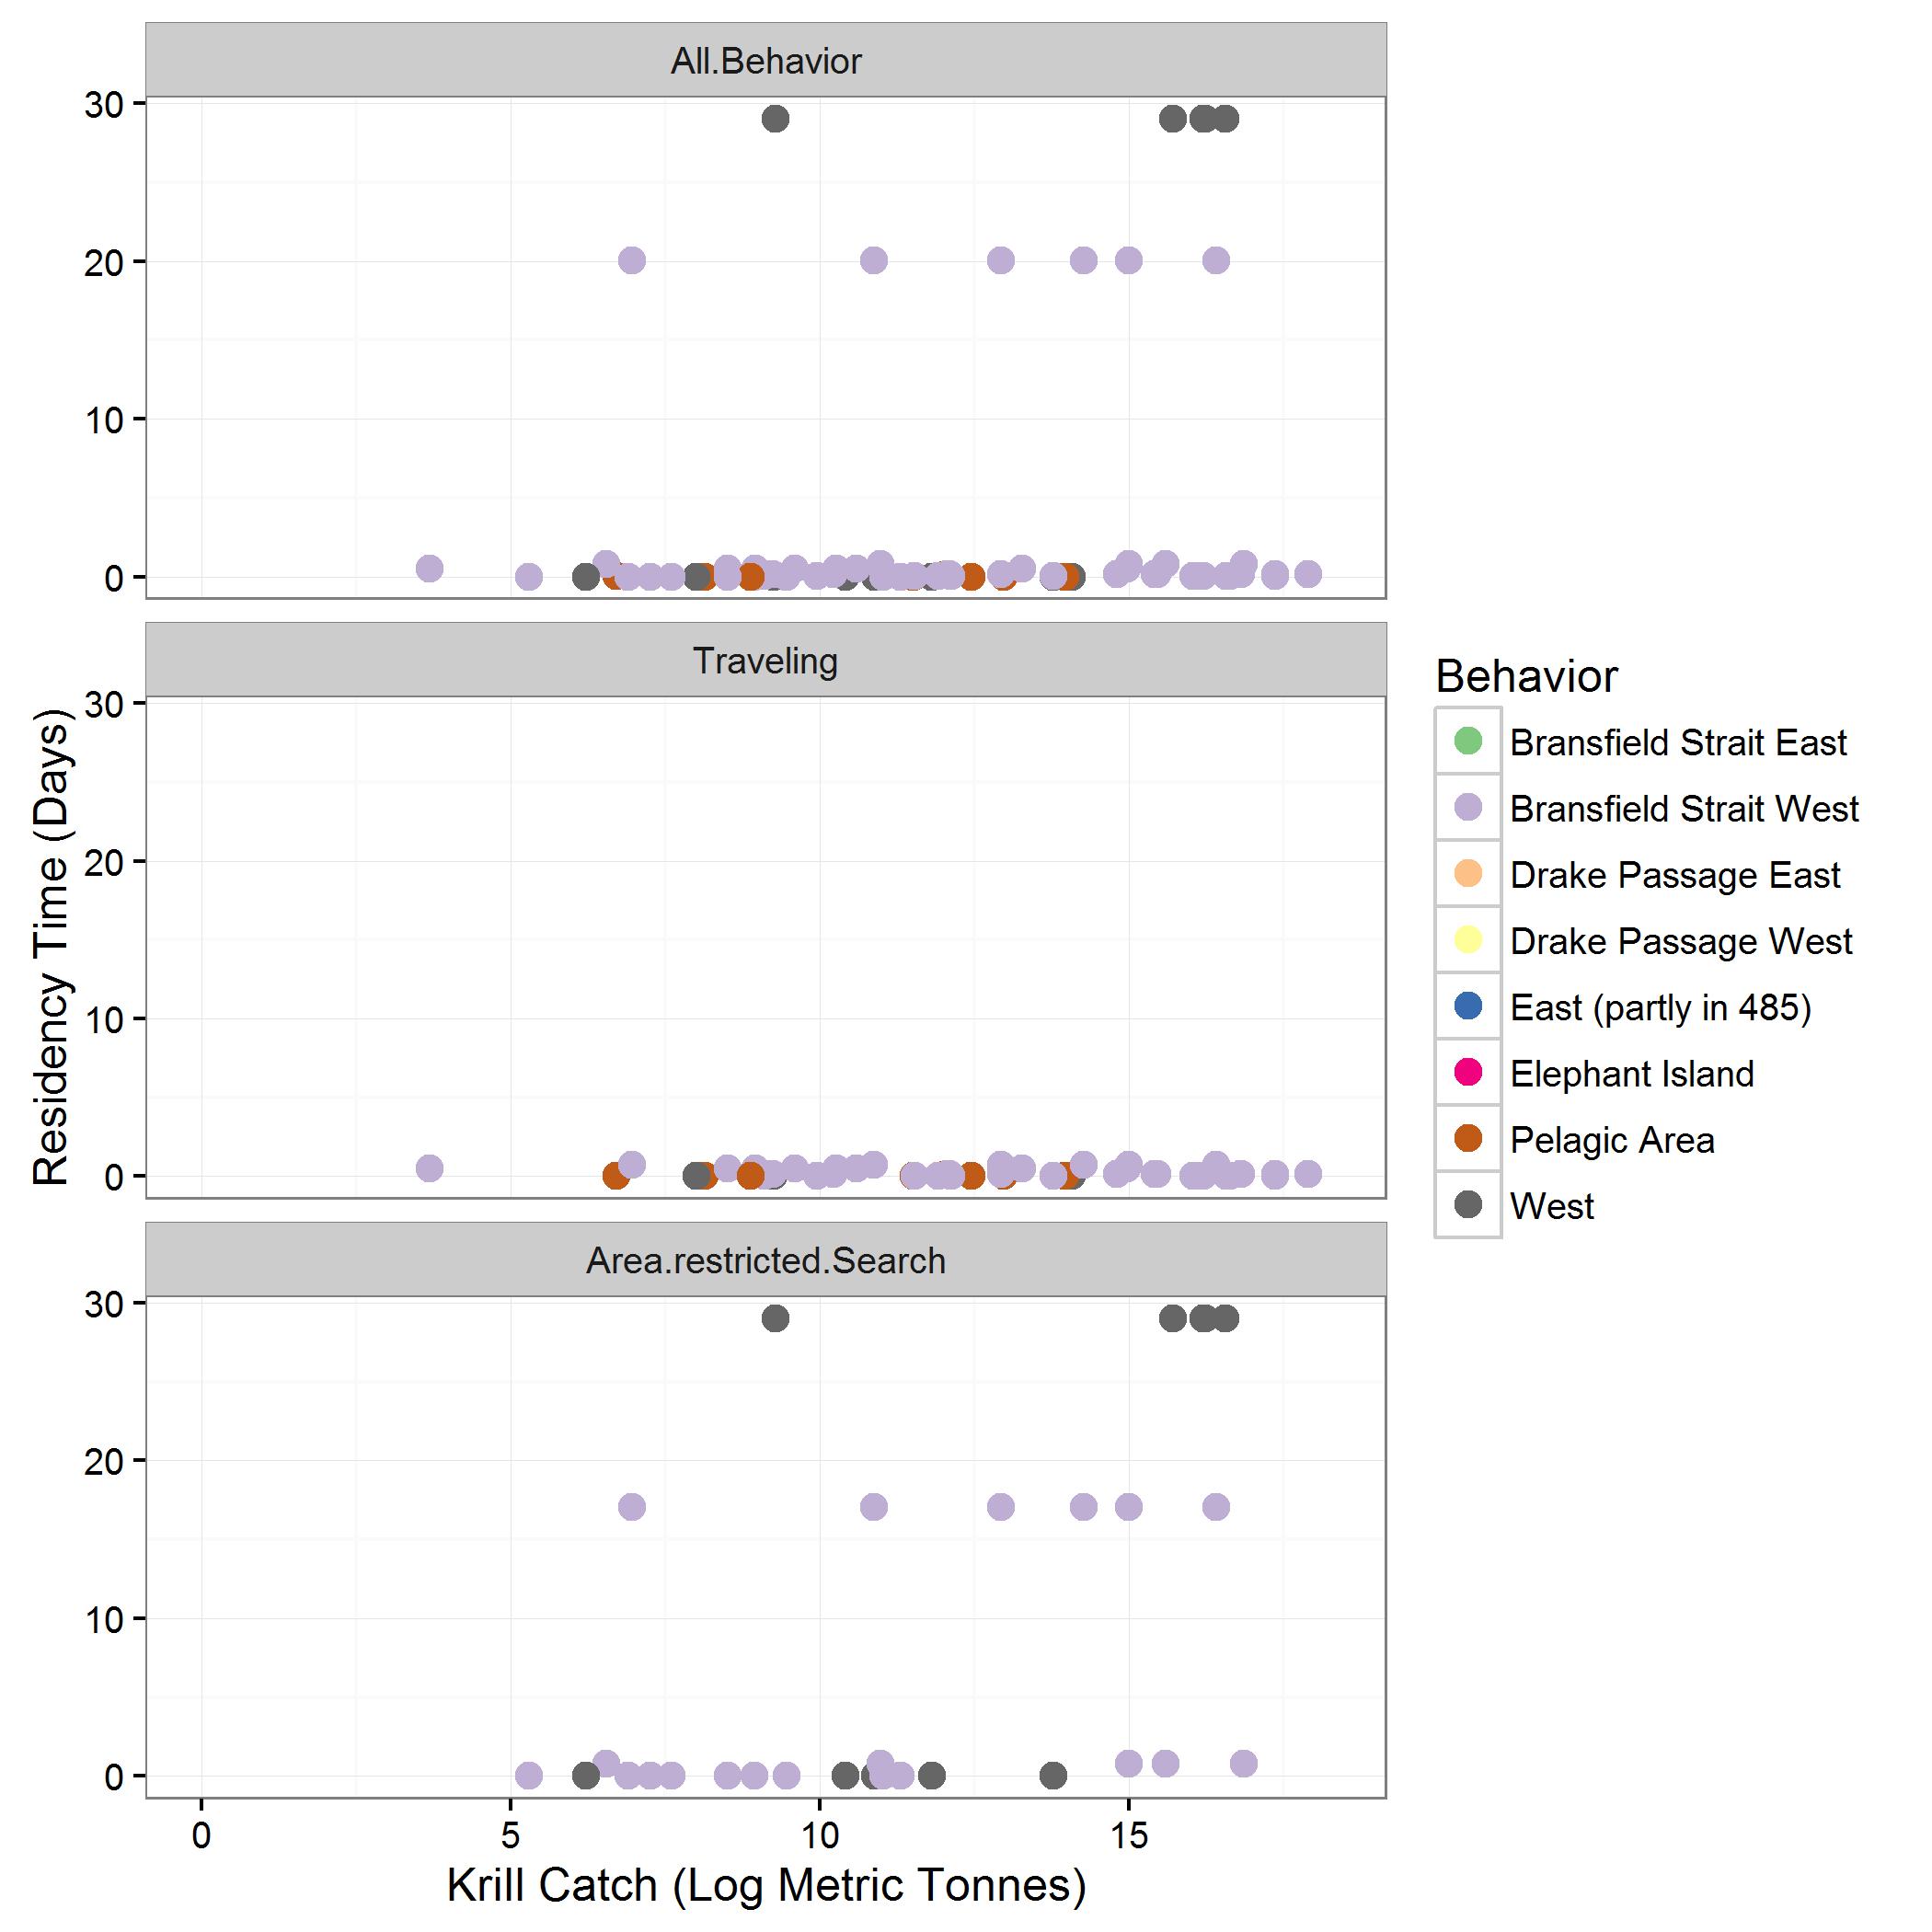 All.Behavior
30
20
10
0
Traveling
30
20
10
0
Area.restricted.Search
30
20
10
0
0 5 10 15
Krill Catch (Log Metric Tonnes)
Residency Time (Days)
Behavior
Bransfield Strait East
Bransfield Strait West
Drake Passage East
Drake Passage West
East (partly in 485)
Elephant Island
Pelagic Area
West